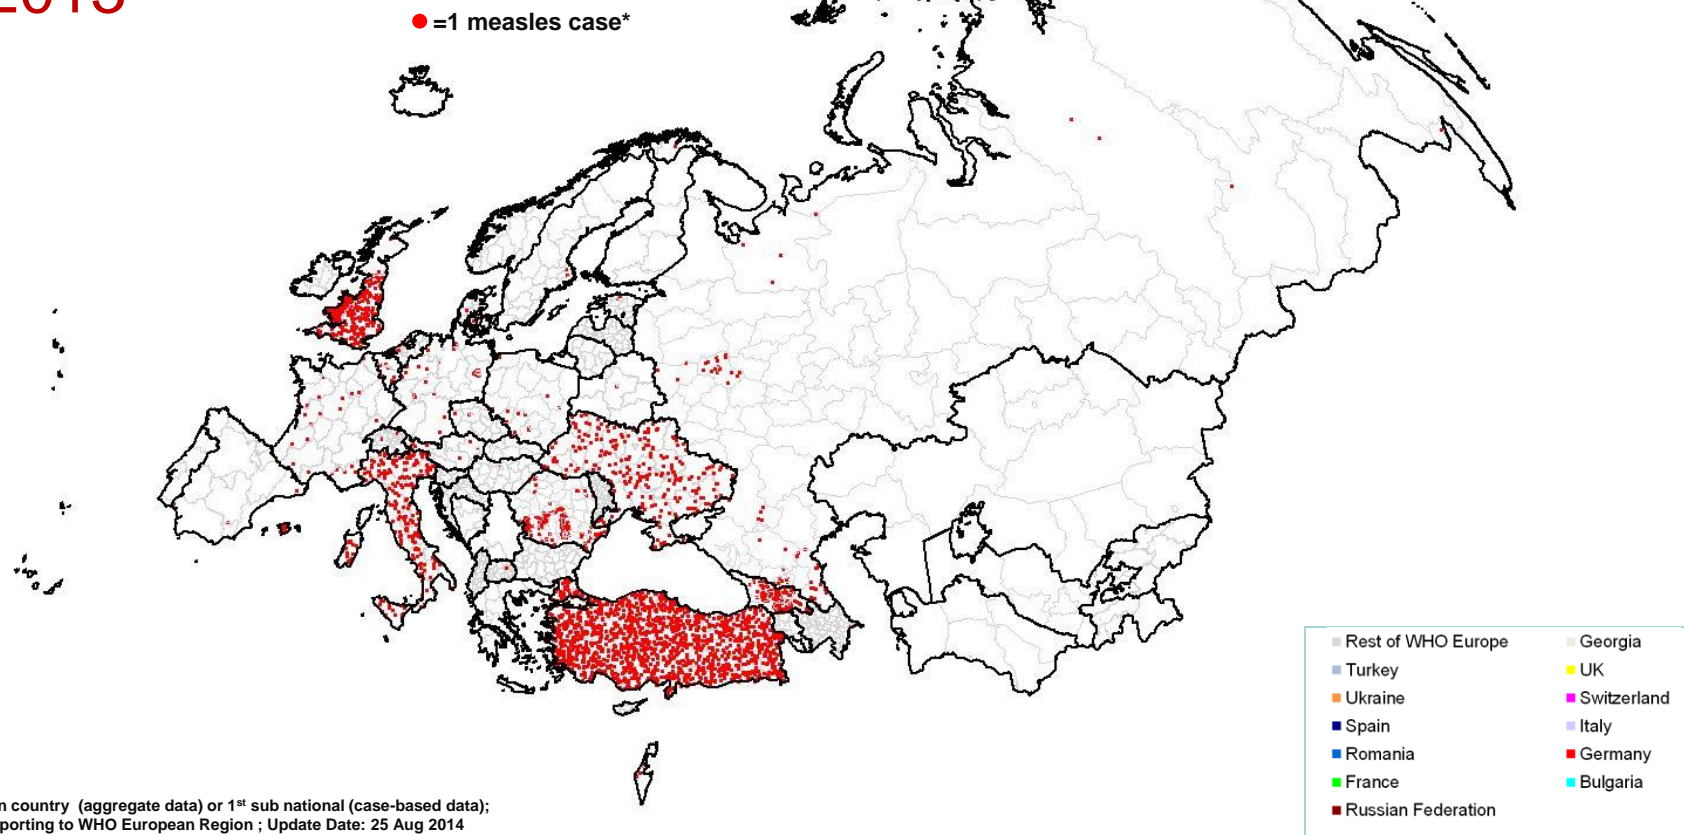 2013
=1 measles case*
Rest of WHO Europe
Georgia
Turkey
UK
Ukraine
Switzerland
Spain
Italy
Romania
Germany
France
Bulgaria
Russian Federation
country (aggregate data) or 1st sub national (case-based data);
to WHO European Region ; Update Date: 25 Aug 2014